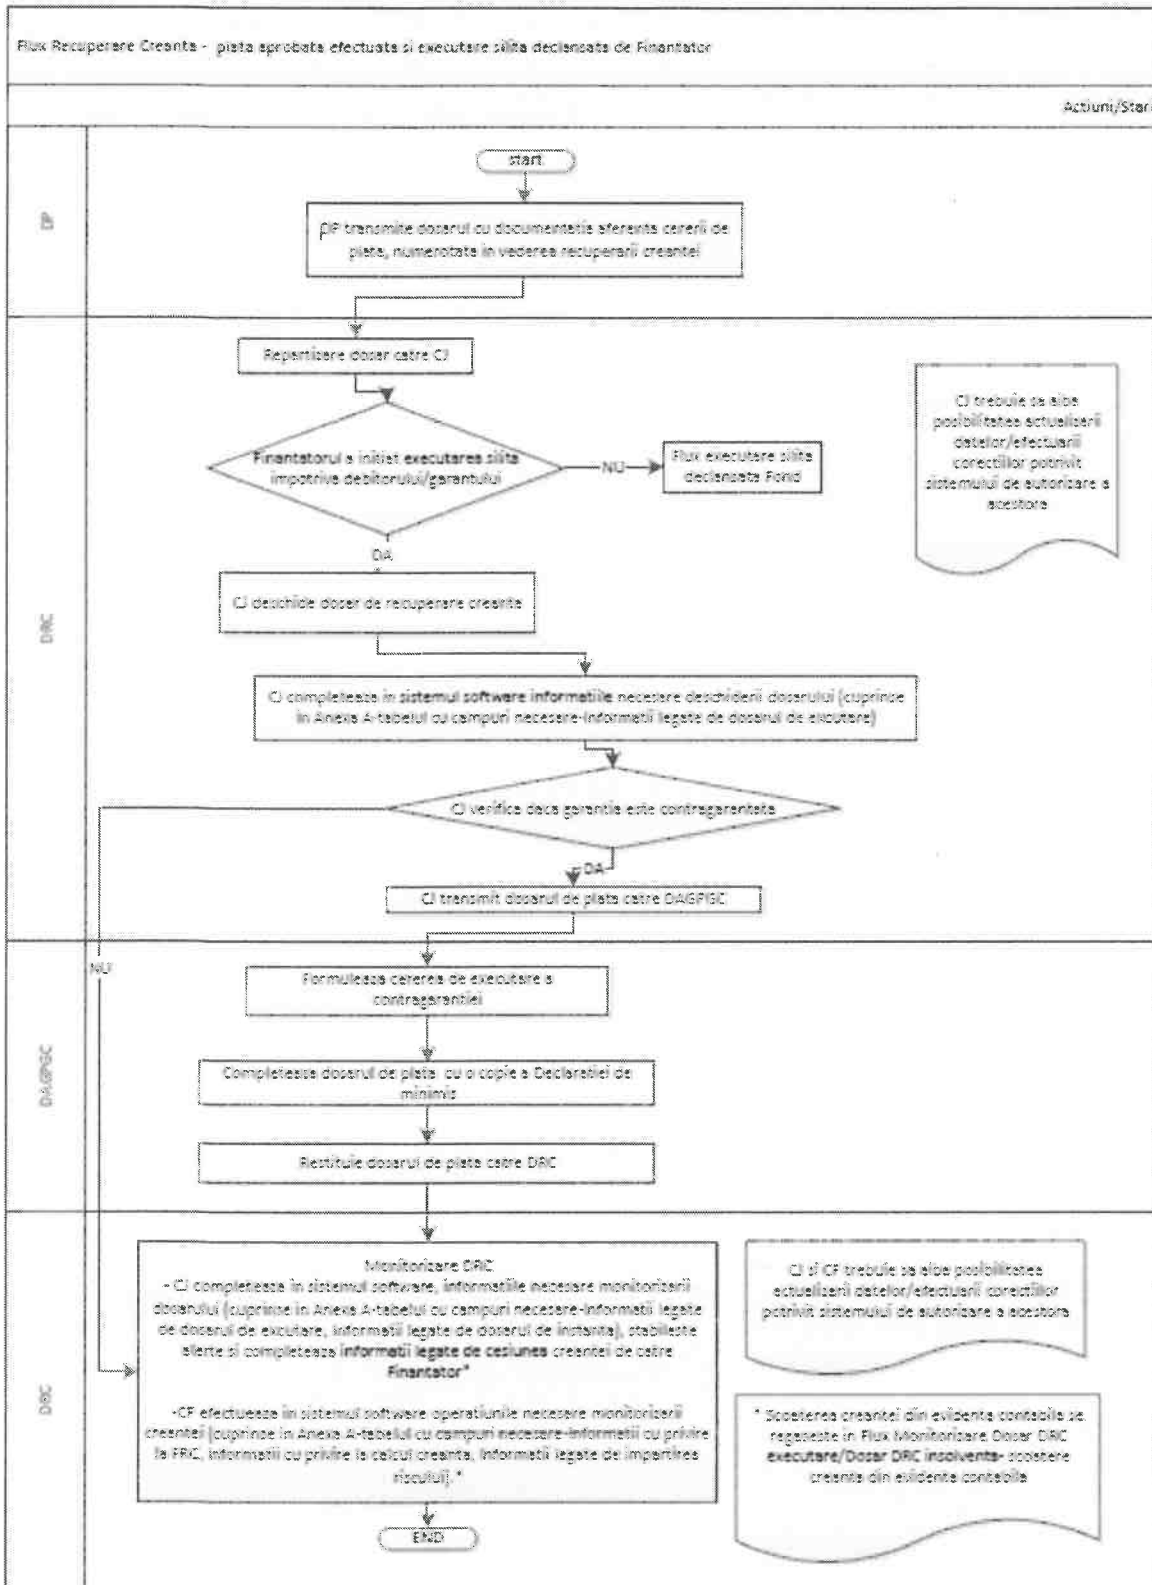 Flux Recuperare Creanta - plata aprobata efectuata si executare silita declansata de Finantator
Actiuni/Stari
DP
start
DP transmite dosarul cu documentatia aferenta cererii de
plata, numerotata in vederea recuperarii creantei
DRC
Repartizare dosar catre CJ
Finantatorul a initiat executarea silita
impotriva debitorului/garantului
NU
Flux executare silita
declansata Fond
CJ trebuie sa aiba
posibilitatea actualizarii
datelor/efectuarii
corectiilor potrivit
sistemului de autorizare a
acestora
DA
CJ deschide dosar de recuperare creanta
CJ completeaza in sistemul software informatiile necesare deschiderii dosarului (cuprinse
in Anexa A-tabelul cu campuri necesare-informatii legate de dosarul de excutare)
CJ verifica daca garantia este contragarantata
DA
CJ transmit dosarul de plata catre DAGPGC
NU
DAGPGC
Formuleaza cererea de executare a
contragarantiei
Completeaza dosarul de plata cu o copie a Declaratiei de
minimis
Restituie dosarul de plata catre DRC
DRC
Monitorizare DRC
- CJ completeaza in sistemul software, informatiile necesare monitorizarii
dosarului (cuprinse in Anexa A-tabelul cu campuri necesare-informatii legate
de dosarul de excutare, informatii legate de dosarul de instanta), stabileste
alerte si completeaza informatii legate de cesiunea creantei de catre
Finantator*
-CF efectueaza in sistemul software operatiunile necesare monitorizarii
creantei (cuprinse in Anexa A-tabelul cu campuri necesare-informatii cu privire
la FRC, informatii cu privire la calcul creanta, informatii legate de impartirea
riscului).*
CJ si CF trebuie sa aiba posibilitatea
actualizarii datelor/efectuarii corectiilor
potrivit sistemului de autorizare a acestora
* Scoaterea creantei din evidenta contabila se
regaseste in Flux Monitorizare Dosar DRC
executare/Dosar DRC insolventa- scoatere
creanta din evidenta contabila
END